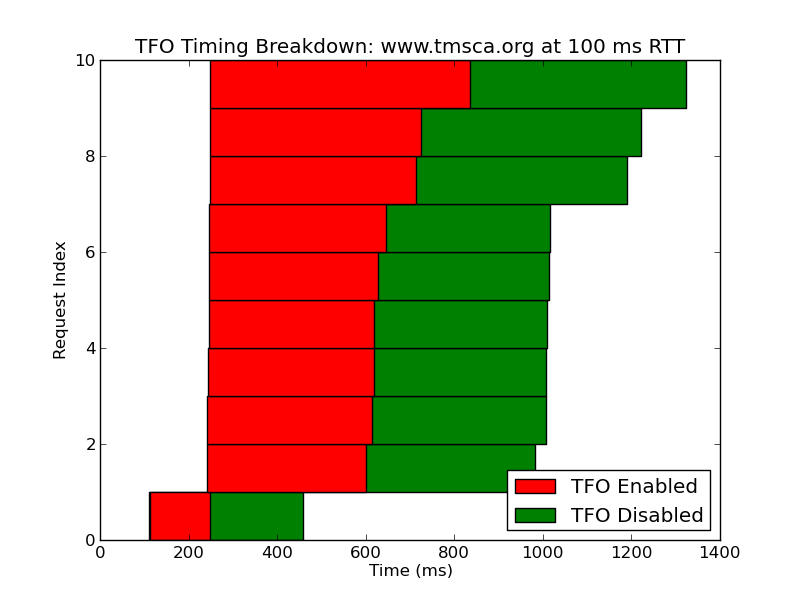 TFO Timing Breakdown: www.tmsca.org at 100 ms RTT
10
8
6
4
2
0
Request Index
TFO Enabled
TFO Disabled
0 200 400 600 800 1000 1200 1400
Time (ms)